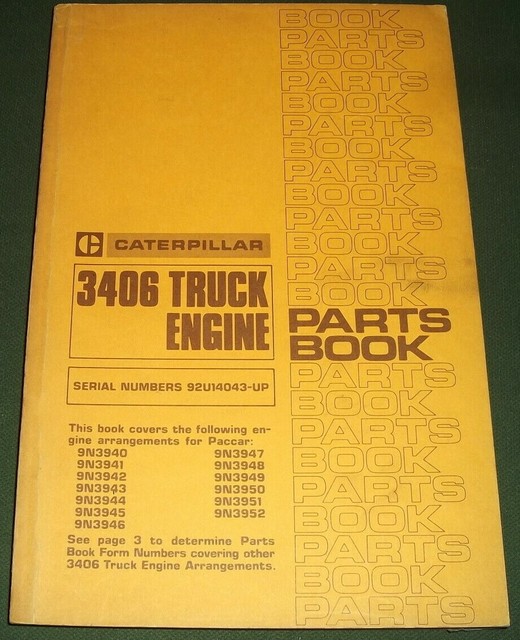 BOOK
PARTS
BOOK
PARTS
BOOK
PARTS
BOOK
PARTS
BOOK
PARTS
BOOK
PARTS
BOOK
PARTS
BOOK
PARTS
BOOK
PARTS
BOOK
PARTS
BOOK
PARTS
BOOK
PARTS
C CATERPILLAR
3406 TRUCK
ENGINE
SERIAL NUMBERS 92U14043-UP
This book covers the following en-
gine arrangements for Paccar:
9N3940 9N3947
9N3941 9N3948
9N3942 9N3949
9N3943 9N3950
9N3944 9N3951
9N3945 9N3952
9N3946
See page 3 to determine Parts
Book Form Numbers covering other
3406 Truck Engine Arrangements.